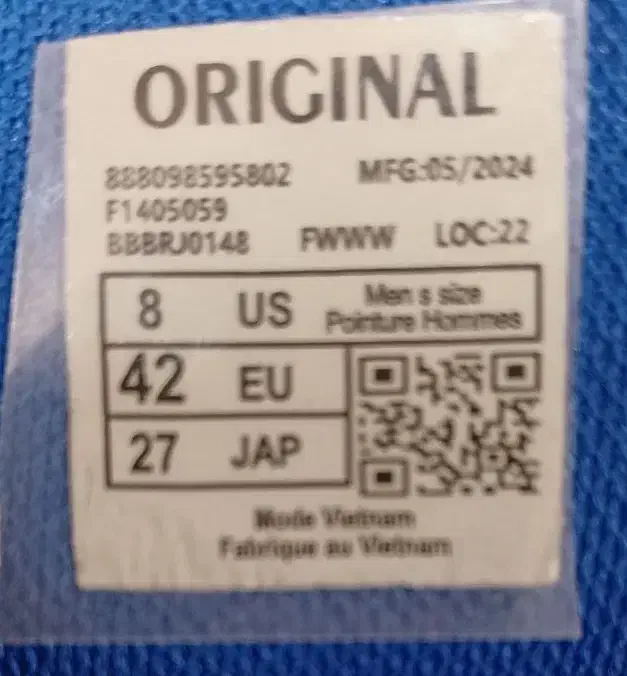 ORIGINAL
888098595802 MFG:05/2024
F1405059
BBBRJ0148 FWWW LOC:22
8 US Men s size
Pointure Hommes
42 EU
27 JAP
Mode Vietnam
Fabrique au Vietnam